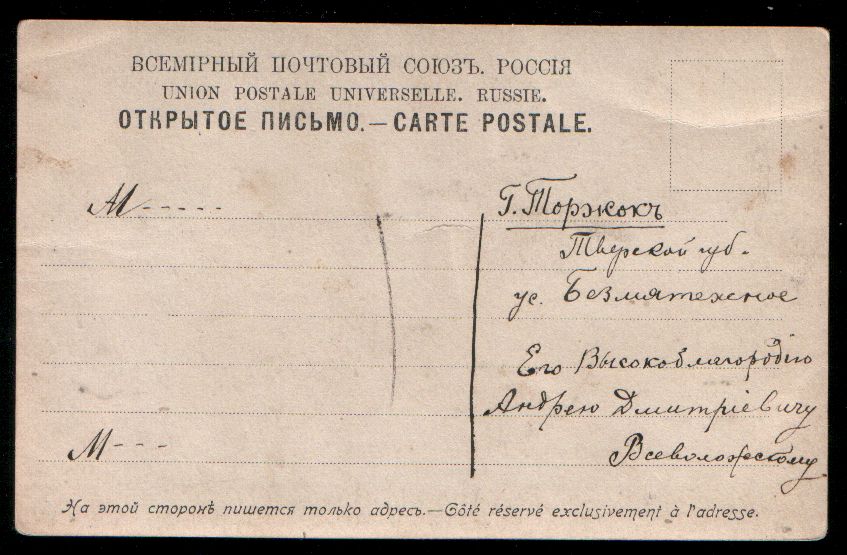 ВСЕМІРНЫЙ ПОЧТОВЫЙ СОЮЗЪ. РОССІЯ
UNION POSTALE UNIVERSELLE. RUSSIE.
ОТКРЫТОЕ ПИСЬМО.—CARTE POSTALE.
М-----
Г. Торжокъ
Тверской губ.
ус. Безмятежное
Его Высокоблагородію
Андрею Дмитріевичу
Всеволожскому
М---
На этой сторонѣ пишется только адресъ.—Côté réservé exclusivement à l'adresse.